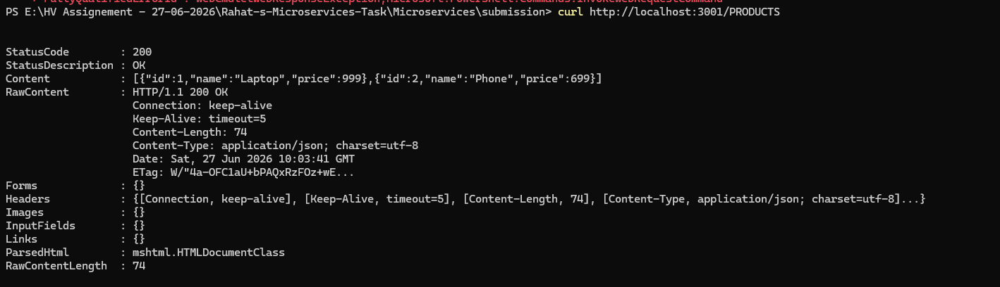 + FullyQualifiedErrorId : WebCmdletWebResponseException,Microsoft.PowerShell.Commands.InvokeWebRequestCommand
PS E:\HV Assignement - 27-06-2026\Rahat-s-Microservices-Task\Microservices\submission> curl http://localhost:3001/PRODUCTS
StatusCode        : 200
StatusDescription : OK
Content           : [{"id":1,"name":"Laptop","price":999},{"id":2,"name":"Phone","price":699}]
RawContent        : HTTP/1.1 200 OK
                    Connection: keep-alive
                    Keep-Alive: timeout=5
                    Content-Length: 74
                    Content-Type: application/json; charset=utf-8
                    Date: Sat, 27 Jun 2026 10:03:41 GMT
                    ETag: W/"4a-OFC1aU+bPAQxRzFOz+wE...
Forms             : {}
Headers           : {[Connection, keep-alive], [Keep-Alive, timeout=5], [Content-Length, 74], [Content-Type, application/json; charset=utf-8]...}
Images            : {}
InputFields       : {}
Links             : {}
ParsedHtml        : mshtml.HTMLDocumentClass
RawContentLength  : 74